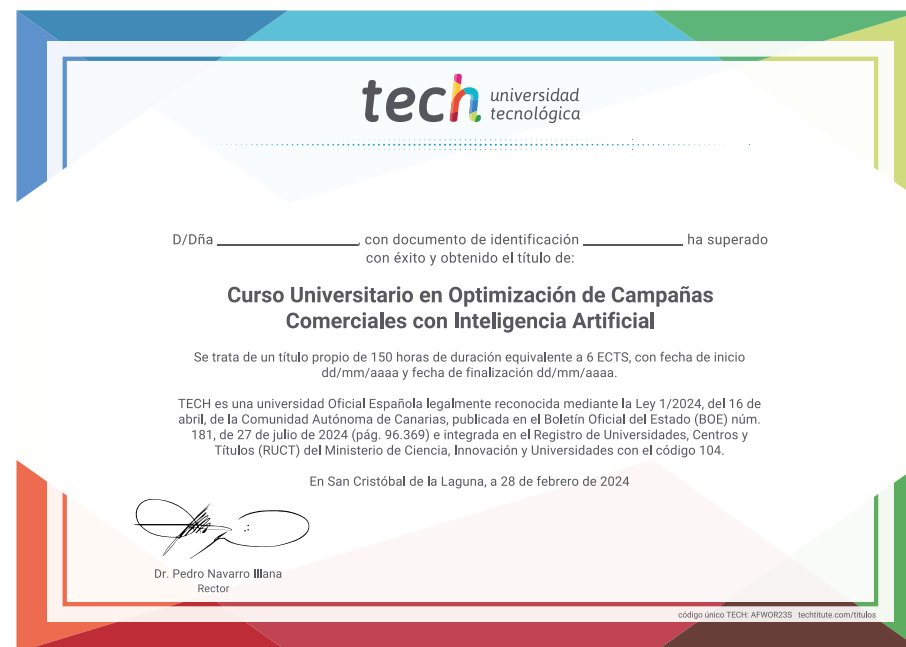 tech universidad
tecnológica
D/Dña ______________, con documento de identificación ______________ ha superado
con éxito y obtenido el título de:
Curso Universitario en Optimización de Campañas
Comerciales con Inteligencia Artificial
Se trata de un título propio de 150 horas de duración equivalente a 6 ECTS, con fecha de inicio
dd/mm/aaaa y fecha de finalización dd/mm/aaaa.
TECH es una universidad Oficial Española legalmente reconocida mediante la Ley 1/2024, del 16 de
abril, de la Comunidad Autónoma de Canarias, publicada en el Boletín Oficial del Estado (BOE) núm.
181, de 27 de julio de 2024 (pág. 96.369) e integrada en el Registro de Universidades, Centros y
Títulos (RUCT) del Ministerio de Ciencia, Innovación y Universidades con el código 104.
En San Cristóbal de la Laguna, a 28 de febrero de 2024
Dr. Pedro Navarro Illana
Rector
código único TECH: AFWOR23S techtitute.com/titulos